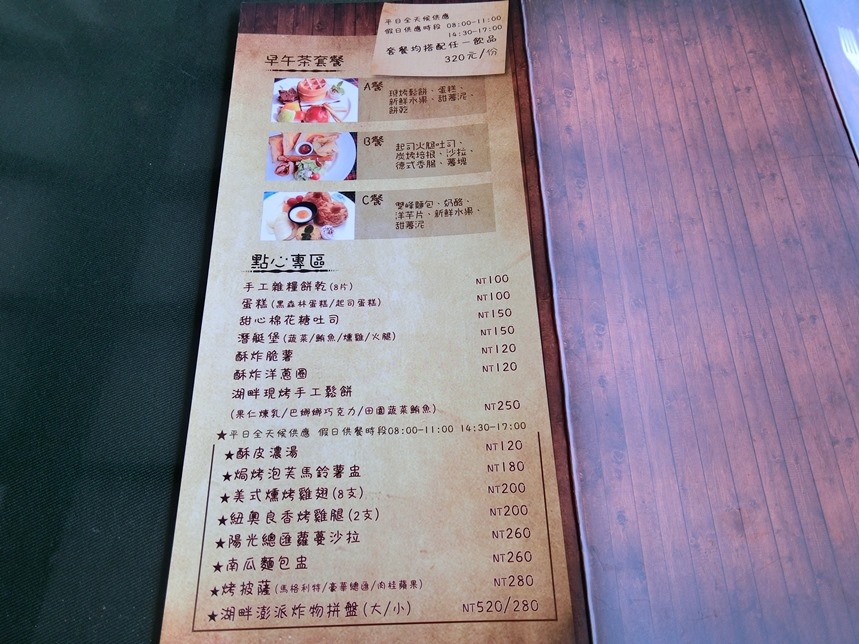 平日全天候供應
假日供應時段 08:00-11:00
14:30-17:00
套餐均搭配任一飲品
320元/份
早午茶套餐
A餐
現烤鬆餅、蛋糕、
新鮮水果、甜薯泥、
餅乾
B餐
起司火腿吐司、
炭烤培根、沙拉、
德式香腸、薯塊
C餐
雙峰麵包、奶酪、
洋芋片、新鮮水果、
甜薯泥
點心專區
手工雜糧餅乾(8片) NT100
蛋糕(黑森林蛋糕/起司蛋糕) NT100
甜心棉花糖吐司 NT150
潛艇堡(蔬菜/鮪魚/燻雞/火腿) NT150
酥炸脆薯 NT120
酥炸洋蔥圈 NT120
湖畔現烤手工鬆餅
(果仁煉乳/巴娜娜巧克力/田園蔬菜鮪魚) NT250
★平日全天候供應 假日供餐時段08:00-11:00 14:30-17:00
★酥皮濃湯 NT120
★焗烤泡芙馬鈴薯盅 NT180
★美式燻烤雞翅(8支) NT200
★紐奧良香烤雞腿(2支) NT200
★陽光總匯蘿蔓沙拉 NT260
★南瓜麵包盅 NT260
★烤披薩(馬格利特/豪華總匯/肉桂蘋果) NT280
★湖畔澎派炸物拼盤(大/小) NT520/280